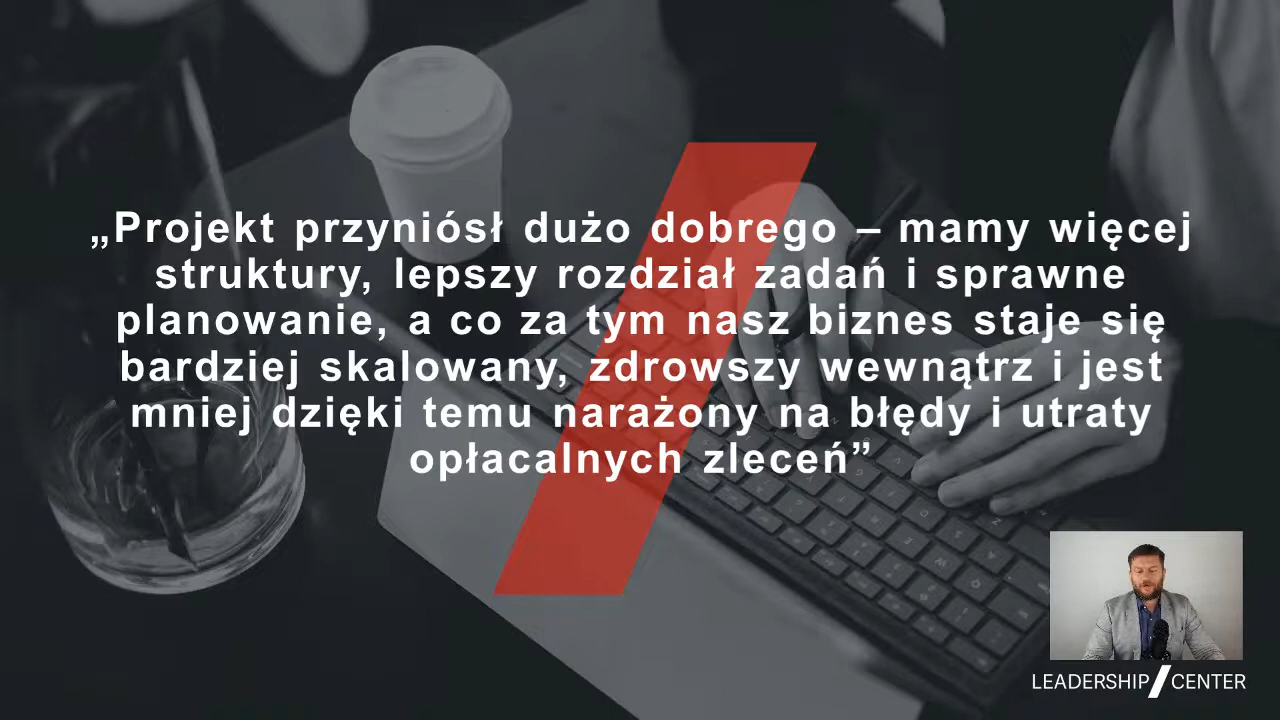 „Projekt przyniósł dużo dobrego – mamy więcej
struktury, lepszy rozdział zadań i sprawne
planowanie, a co za tym nasz biznes staje się
bardziej skalowany, zdrowszy wewnątrz i jest
mniej dzięki temu narażony na błędy i utraty
opłacalnych zleceń”
LEADERSHIP/CENTER